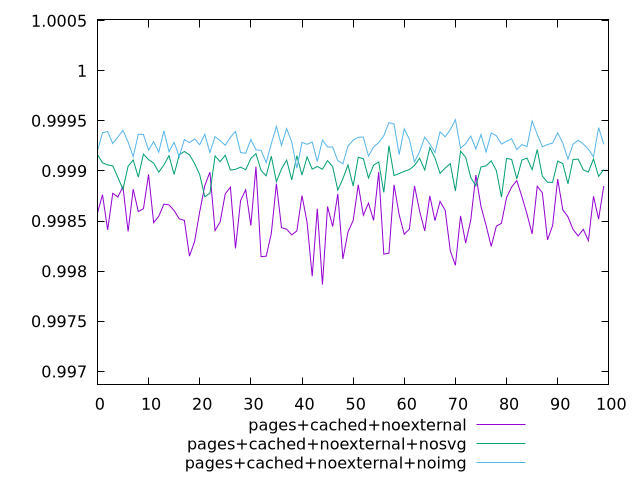 1.0005
1
0.9995
0.999
0.9985
0.998
0.9975
0.997
0 10 20 30 40 50 60 70 80 90 100
pages+cached+noexternal
pages+cached+noexternal+nosvg
pages+cached+noexternal+noimg